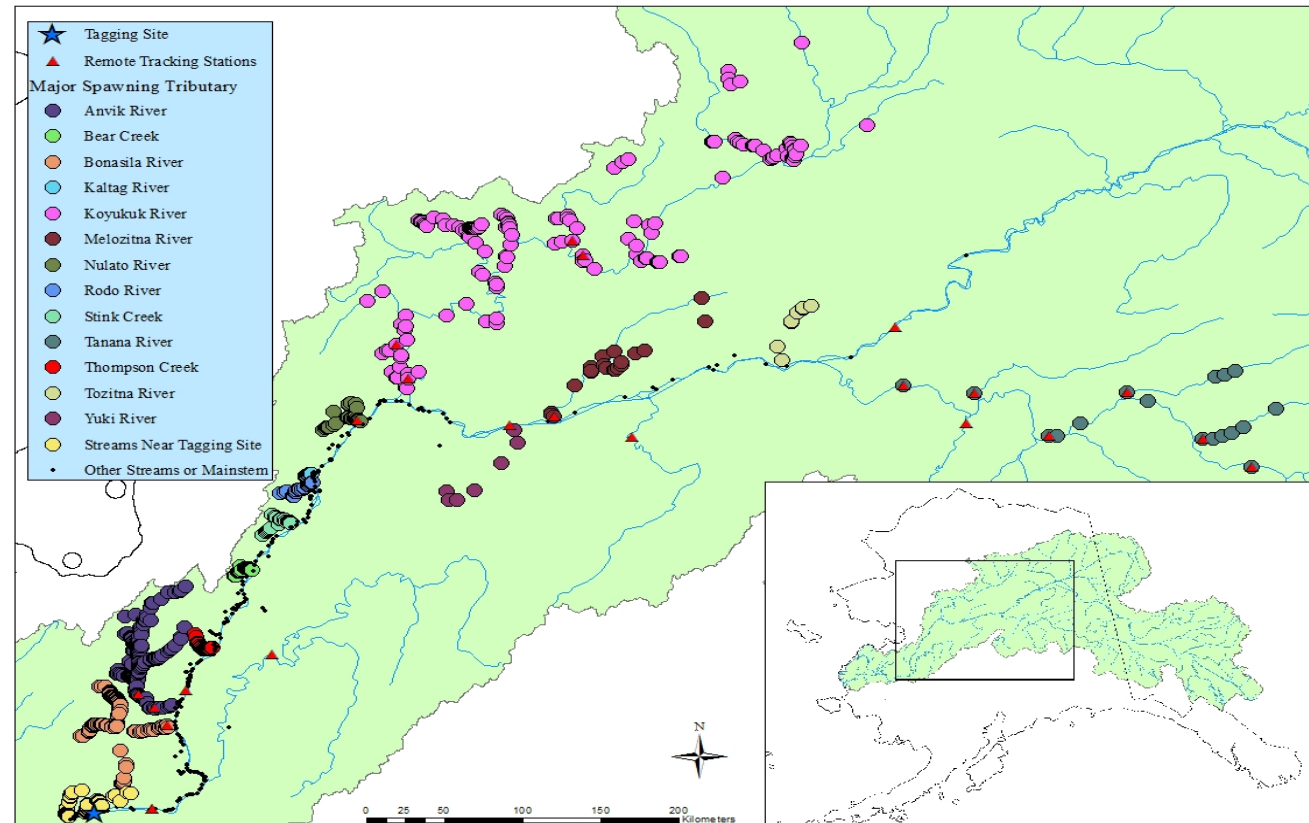 Tagging Site
Remote Tracking Stations
Major Spawning Tributary
Anvik River
Bear Creek
Bonasila River
Kaltag River
Koyukuk River
Melozitna River
Nulato River
Rodo River
Stink Creek
Tanana River
Thompson Creek
Tozitna River
Yuki River
Streams Near Tagging Site
Other Streams or Mainstem
N
0 25 50 100 150 200
Kilometers